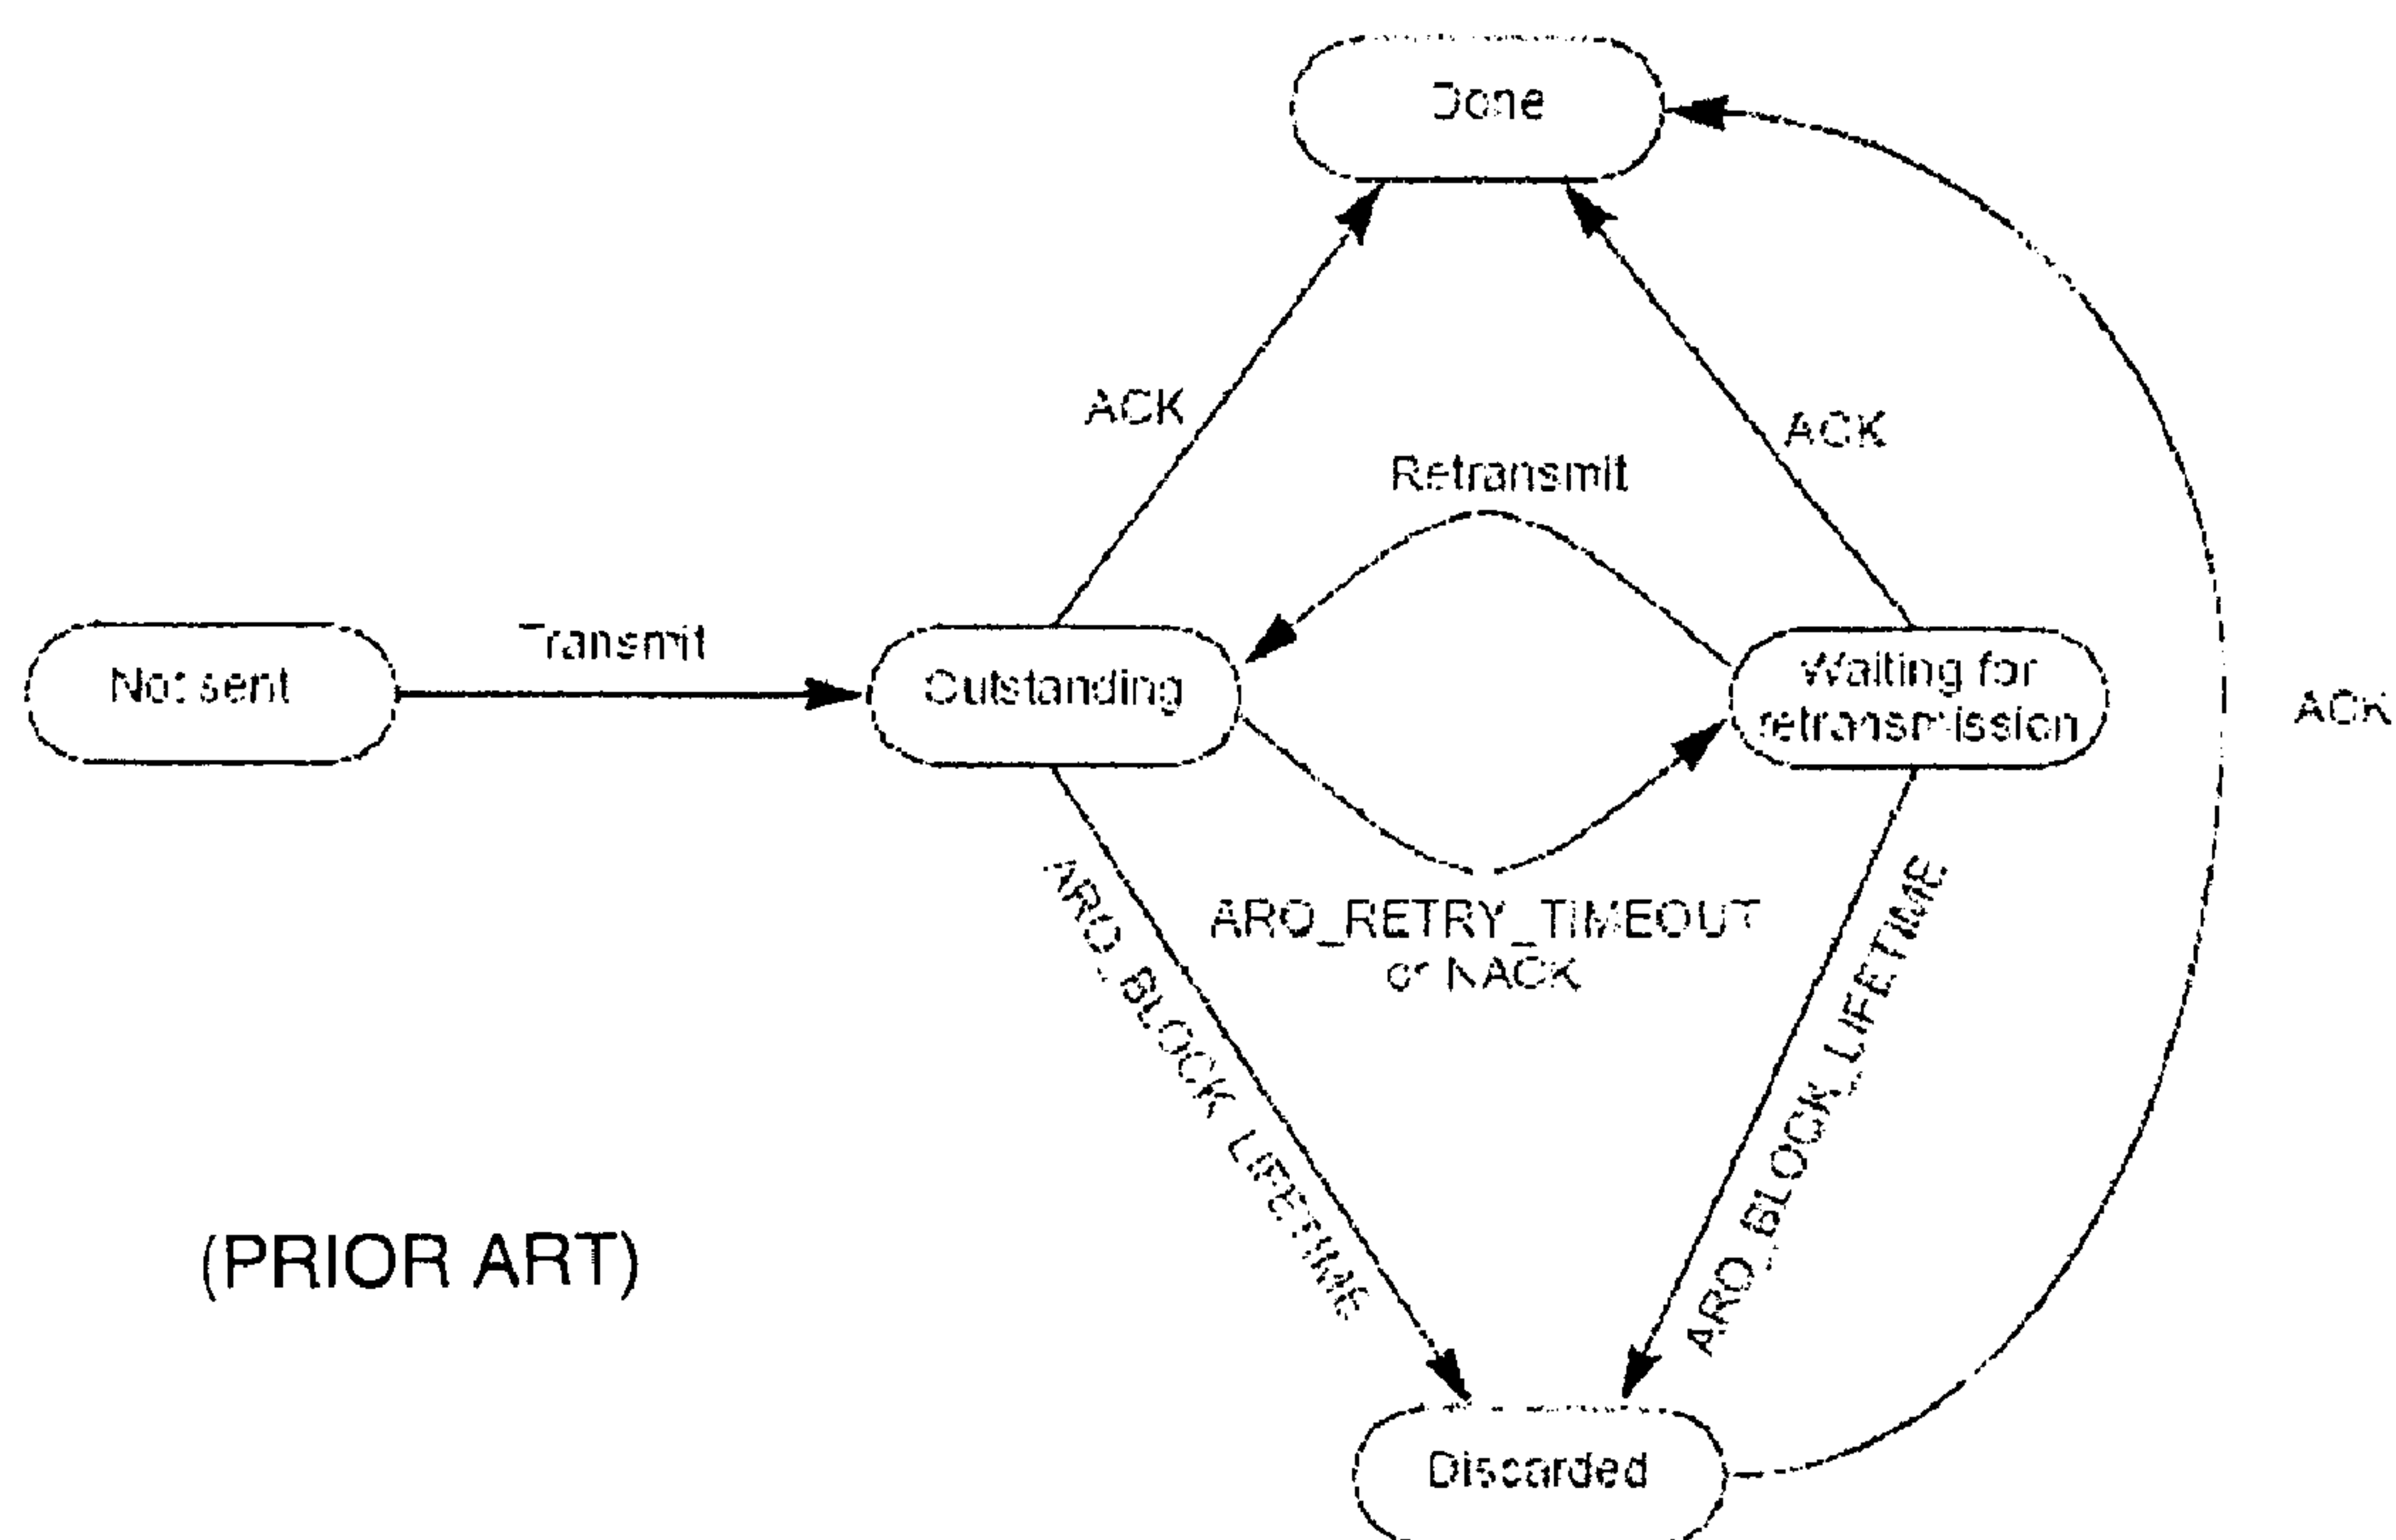 Done
ACK
ACK
Retransmit
Transmit
Not sent
Outstanding
Waiting for
retransmission
ACK
ARQ_RETRY_TIMEOUT
or NACK
ARQ_BLOCK_LIFETIME
ARQ_BLOCK_LIFETIME
(PRIOR ART)
Discarded